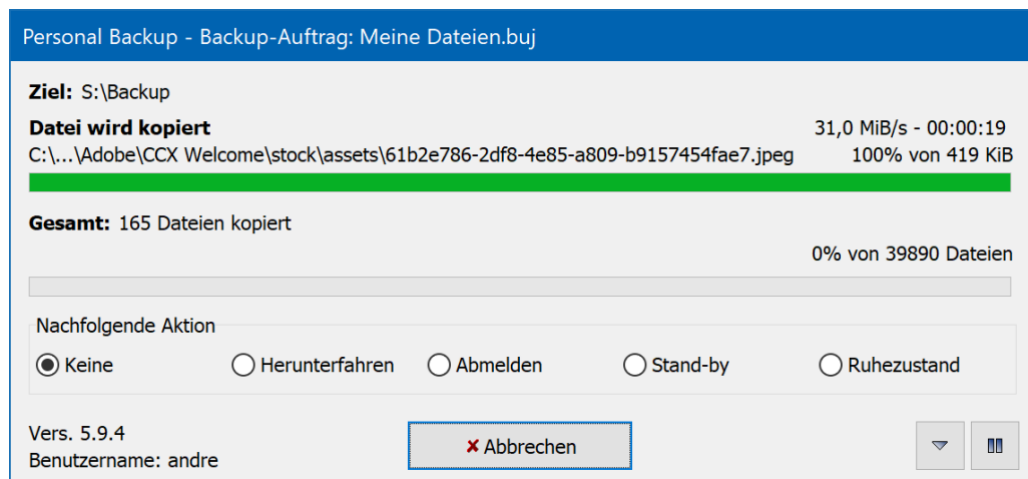 Personal Backup - Backup-Auftrag: Meine Dateien.buj
Ziel: S:\Backup
Datei wird kopiert 31,0 MiB/s - 00:00:19
C:\...\Adobe\CCX Welcome\stock\assets\61b2e786-2df8-4e85-a809-b9157454fae7.jpeg 100% von 419 KiB
Gesamt: 165 Dateien kopiert
0% von 39890 Dateien
Nachfolgende Aktion
Keine Herunterfahren Abmelden Stand-by Ruhezustand
Vers. 5.9.4
Abbrechen
Benutzername: andre